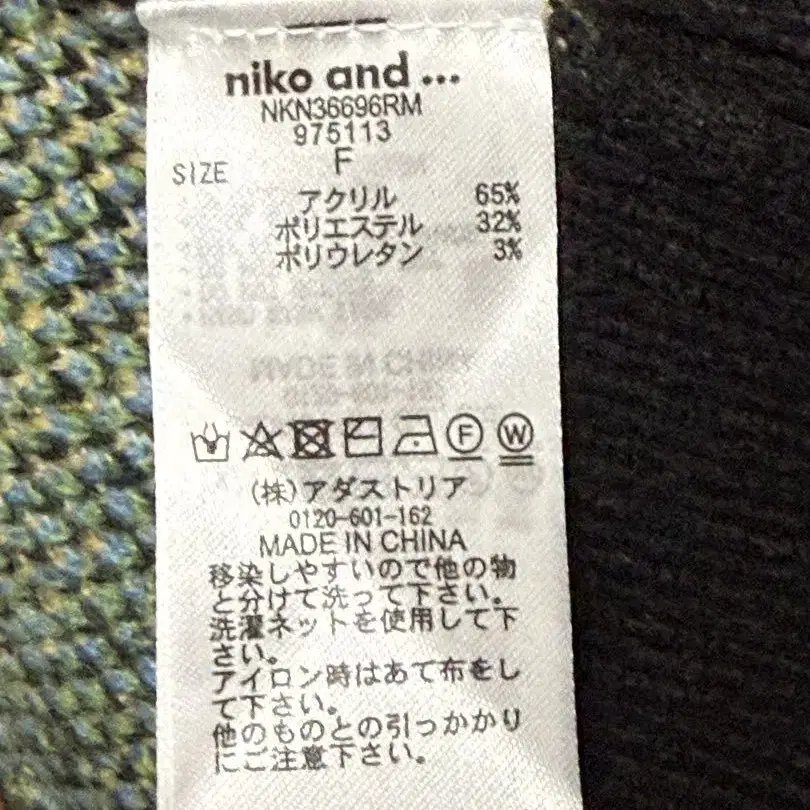 niko and ...
NKN36696RM
975113
SIZE F
アクリル 65%
ポリエステル 32%
ポリウレタン 3%
F W
(株)アダストリア
0120-601-162
MADE IN CHINA
移染しやすいので他の物
と分けて洗って下さい。
洗濯ネットを使用して下
さい。
アイロン時はあて布をし
て下さい。
他のものとの引っかかり
にご注意下さい。